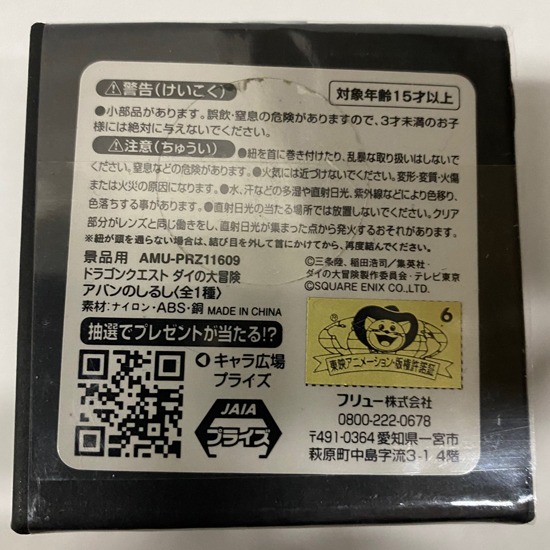 ⚠警告(けいこく)
対象年齢15才以上
●小部品があります。誤飲・窒息の危険がありますので、3才未満のお子
様には絶対に与えないでください。
⚠注意(ちゅうい) ●紐を首に巻き付けたり、乱暴な取り扱いはしないで
ください。窒息などの危険があります。●火気には近づけないでください。変形・変質・火傷
または火災の原因になります。●水、汗などの多湿や直射日光、紫外線などにより色移り、
色落ちする事があります。●直射日光の当たる場所では放置しないでください。クリア
部分がレンズと同じ働きをし、直射日光が集まった点から発火するおそれがあります。
※紐が頭を通らない場合は、結び目を外して首にかけてから、再度結んでください。
景品用 AMU-PRZ11609
ドラゴンクエスト ダイの大冒険
アバンのしるし〈全1種〉
素材:ナイロン・ABS・銅 MADE IN CHINA
©三条陸、稲田浩司/集英社・
ダイの大冒険製作委員会・テレビ東京
©SQUARE ENIX CO.,LTD.
抽選でプレゼントが当たる!?
キャラ広場
プライズ
JAIA
プライズ
6
東映アニメーション・版権許諾証
フリュー株式会社
0800-222-0678
〒491-0364 愛知県一宮市
萩原町中島字流3-1 4階